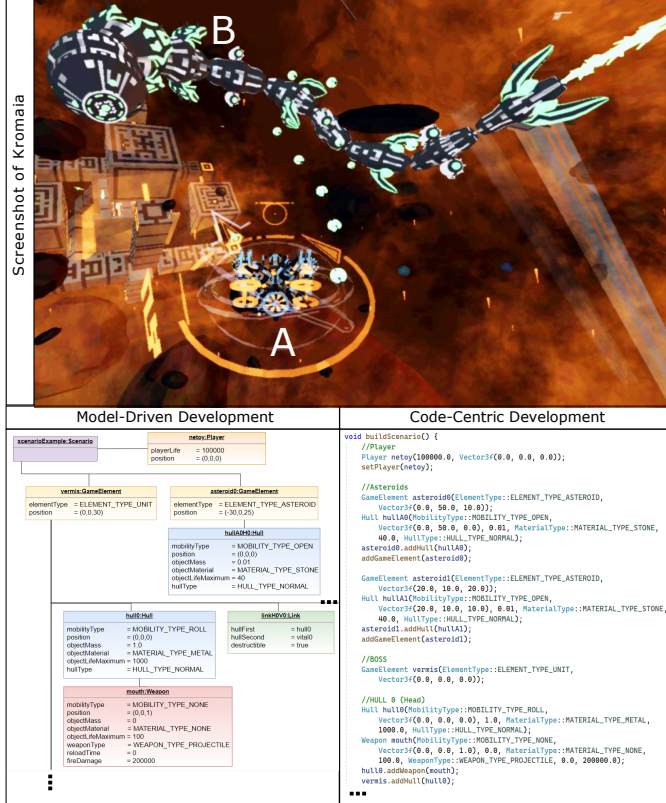 Screenshot of Kromaia
B
A
Model-Driven Development
scenarioExample:Scenario
netoy:Player
playerLife = 100000
position = (0,0,0)
vermis:GameElement
elementType = ELEMENT_TYPE_UNIT
position = (0,0,30)
asteroid0:GameElement
elementType = ELEMENT_TYPE_ASTEROID
position = (-30,0,25)
hullA0H0:Hull
mobilityType = MOBILITY_TYPE_OPEN
position = (0,0,0)
objectMass = 0.01
objectMaterial = MATERIAL_TYPE_STONE
objectLifeMaximum = 40
hullType = HULL_TYPE_NORMAL
hull0:Hull
mobilityType = MOBILITY_TYPE_ROLL
position = (0,0,0)
objectMass = 1.0
objectMaterial = MATERIAL_TYPE_METAL
objectLifeMaximum = 1000
hullType = HULL_TYPE_NORMAL
linkH0V0:Link
hullFirst = hull0
hullSecond = vital0
destructible = true
mouth:Weapon
mobilityType = MOBILITY_TYPE_NONE
position = (0,0,1)
objectMass = 0
objectMaterial = MATERIAL_TYPE_NONE
objectLifeMaximum = 100
weaponType = WEAPON_TYPE_PROJECTILE
reloadTime = 0
fireDamage = 200000
Code-Centric Development
void buildScenario() {
//Player
Player netoy(100000.0, Vector3f(0.0, 0.0, 0.0));
setPlayer(netoy);
//Asteroids
GameElement asteroid0(ElementType::ELEMENT_TYPE_ASTEROID,
Vector3f(0.0, 50.0, 10.0));
Hull hullA0(MobilityType::MOBILITY_TYPE_OPEN,
Vector3f(0.0, 50.0, 0.0), 0.01, MaterialType::MATERIAL_TYPE_STONE,
40.0, HullType::HULL_TYPE_NORMAL);
asteroid0.addHull(hullA0);
addGameElement(asteroid0);
GameElement asteroid1(ElementType::ELEMENT_TYPE_ASTEROID,
Vector3f(20.0, 10.0, 20.0));
Hull hullA1(MobilityType::MOBILITY_TYPE_OPEN,
Vector3f(20.0, 10.0, 10.0), 0.01, MaterialType::MATERIAL_TYPE_STONE,
40.0, HullType::HULL_TYPE_NORMAL);
asteroid1.addHull(hullA1);
addGameElement(asteroid1);
//BOSS
GameElement vermis(ElementType::ELEMENT_TYPE_UNIT,
Vector3f(0.0, 0.0, 0.0));
//HULL 0 (Head)
Hull hull0(MobilityType::MOBILITY_TYPE_ROLL,
Vector3f(0.0, 0.0, 0.0), 1.0, MaterialType::MATERIAL_TYPE_METAL,
1000.0, HullType::HULL_TYPE_NORMAL);
Weapon mouth(MobilityType::MOBILITY_TYPE_NONE,
Vector3f(0.0, 0.0, 1.0), 0.0, MaterialType::MATERIAL_TYPE_NONE,
100.0, WeaponType::WEAPON_TYPE_PROJECTILE, 0.0, 200000.0);
hull0.addWeapon(mouth);
vermis.addHull(hull0);